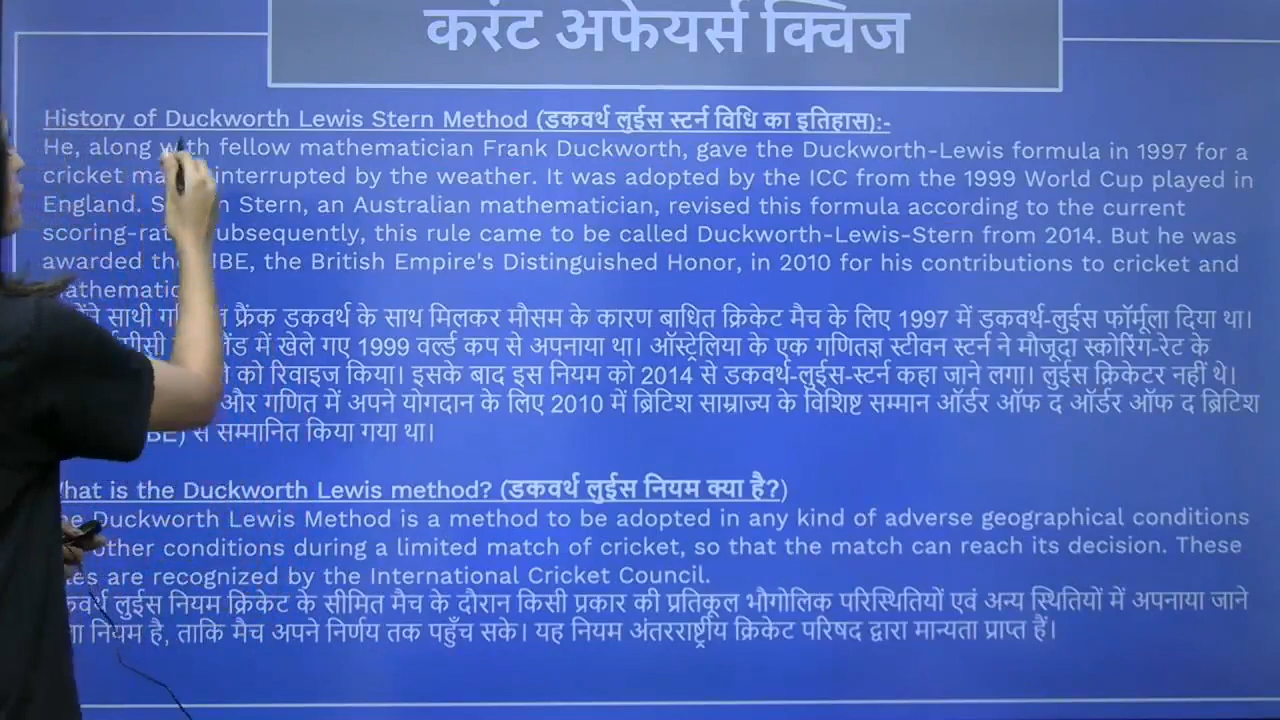 करंट अफेयर्स क्विज
History of Duckworth Lewis Stern Method (डकवर्थ लुईस स्टर्न विधि का इतिहास):-
He, along with fellow mathematician Frank Duckworth, gave the Duckworth-Lewis formula in 1997 for a
cricket interrupted by the weather. It was adopted by the ICC from the 1999 World Cup played in
England. Stern, an Australian mathematician, revised this formula according to the current
scoring-rate subsequently, this rule came to be called Duckworth-Lewis-Stern from 2014. But he was
awarded the MBE, the British Empire's Distinguished Honor, in 2010 for his contributions to cricket and
साथी फ्रैंक डकवर्थ के साथ मिलकर मौसम के कारण बाधित क्रिकेट मैच के लिए 1997 में डकवर्थ-लुईस फॉर्मूला दिया था।
में खेले गए 1999 वर्ल्ड कप से अपनाया था। ऑस्ट्रेलिया के एक गणितज्ञ स्टीवन स्टर्न ने मौजूदा स्कोरिंग-रेट के
को रिवाइज किया। इसके बाद इस नियम को 2014 से डकवर्थ-लुईस-स्टर्न कहा जाने लगा। लुईस क्रिकेटर नहीं थे।
और गणित में अपने योगदान के लिए 2010 में ब्रिटिश साम्राज्य के विशिष्ट सम्मान ऑर्डर ऑफ द ऑर्डर ऑफ द ब्रिटिश
से सम्मानित किया गया था।
What is the Duckworth Lewis method? (डकवर्थ लुईस नियम क्या है?)
Duckworth Lewis Method is a method to be adopted in any kind of adverse geographical conditions
other conditions during a limited match of cricket, so that the match can reach its decision. These
are recognized by the International Cricket Council.
लुईस नियम क्रिकेट के सीमित मैच के दौरान किसी प्रकार की प्रतिकूल भौगोलिक परिस्थितियों एवं अन्य स्थितियों में अपनाया जाने
नियम है, ताकि मैच अपने निर्णय तक पहुँच सके। यह नियम अंतरराष्ट्रीय क्रिकेट परिषद द्वारा मान्यता प्राप्त हैं।